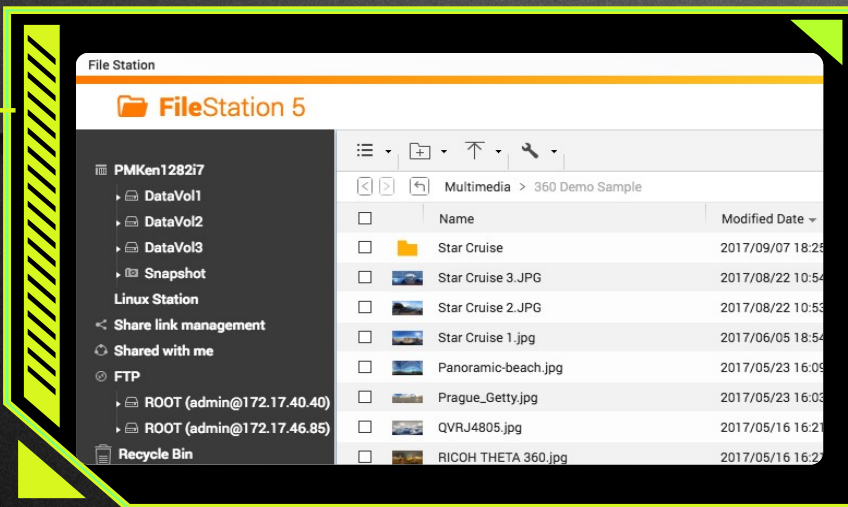 File Station
FileStation 5
PMKen1282i7
DataVol1
DataVol2
DataVol3
Snapshot
Linux Station
Share link management
Shared with me
FTP
ROOT (admin@172.17.40.40)
ROOT (admin@172.17.46.85)
Recycle Bin
Multimedia > 360 Demo Sample
Name Modified Date
Star Cruise 2017/09/07 18:25
Star Cruise 3.JPG 2017/08/22 10:54
Star Cruise 2.JPG 2017/08/22 10:53
Star Cruise 1.jpg 2017/06/05 18:54
Panoramic-beach.jpg 2017/05/23 16:09
Prague_Getty.jpg 2017/05/23 16:03
QVRJ4805.jpg 2017/05/16 16:21
RICOH THETA 360.jpg 2017/05/16 16:21